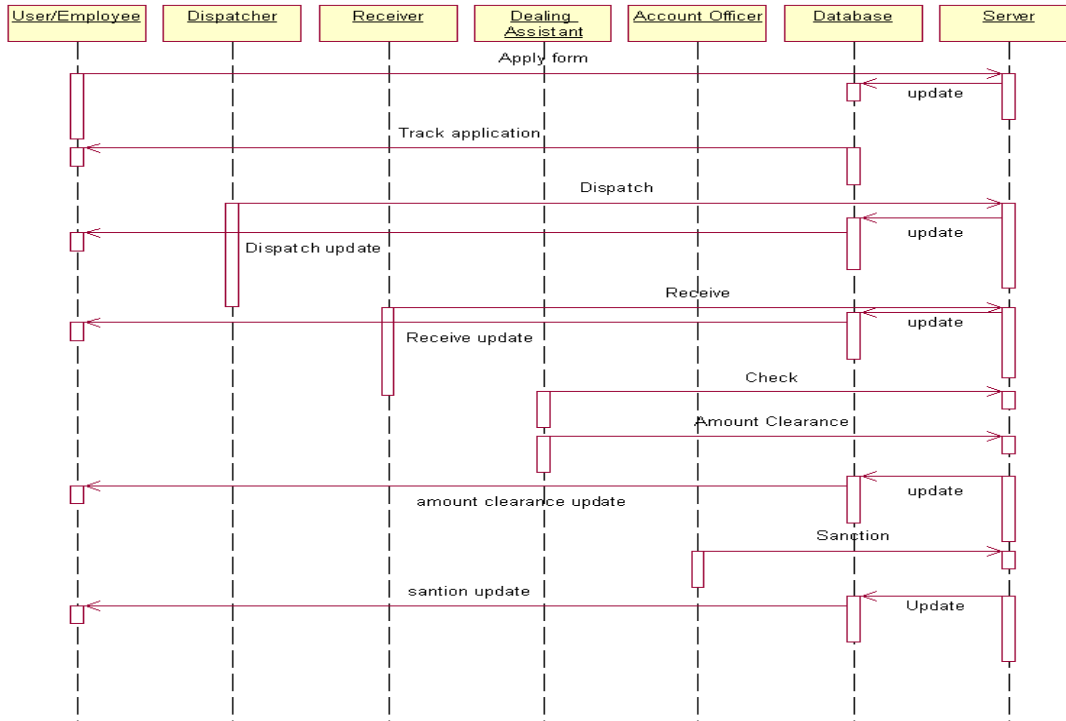 User/Employee
Dispatcher
Receiver
Dealing
Assistant
Account Officer
Database
Server
Apply form
update
Track application
Dispatch
update
Dispatch update
Receive
update
Receive update
Check
Amount Clearance
update
amount clearance update
Sanction
santion update
Update